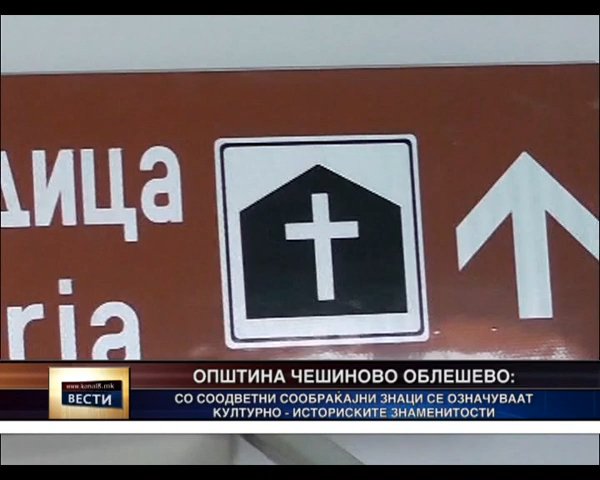 дица
ria
ОПШТИНА ЧЕШИНОВО ОБЛЕШЕВО:
www.kanal8.mk
ВЕСТИ
СО СООДВЕТНИ СООБРАЌАЈНИ ЗНАЦИ СЕ ОЗНАЧУВААТ
КУЛТУРНО - ИСТОРИСКИТЕ ЗНАМЕНИТОСТИ